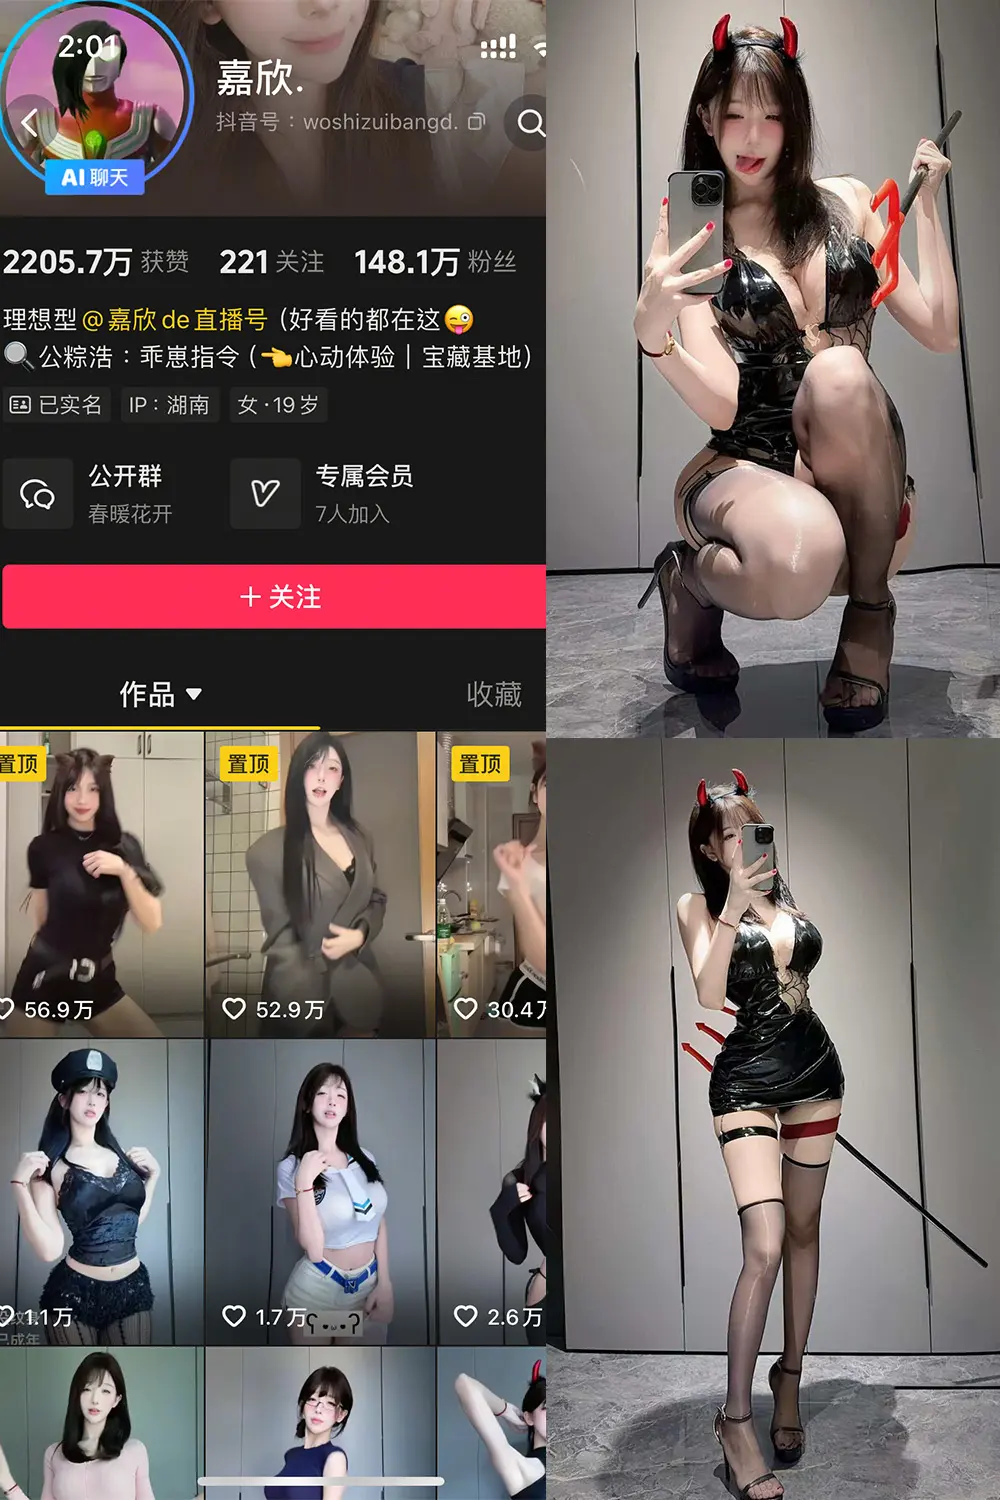 2:01
嘉欣.
抖音号：woshizuibangd.
AI 聊天
2205.7万 获赞 221 关注 148.1万 粉丝
理想型 @嘉欣 de 直播号 (好看的都在这
公粽浩：乖崽指令 (心动体验 | 宝藏基地)
已实名 IP：湖南 女·19岁
公开群 专属会员
春暖花开 7人加入
+ 关注
作品 收藏
置顶 置顶 置顶
56.9万 52.9万 30.4万
1.1万 1.7万 2.6万
已成年